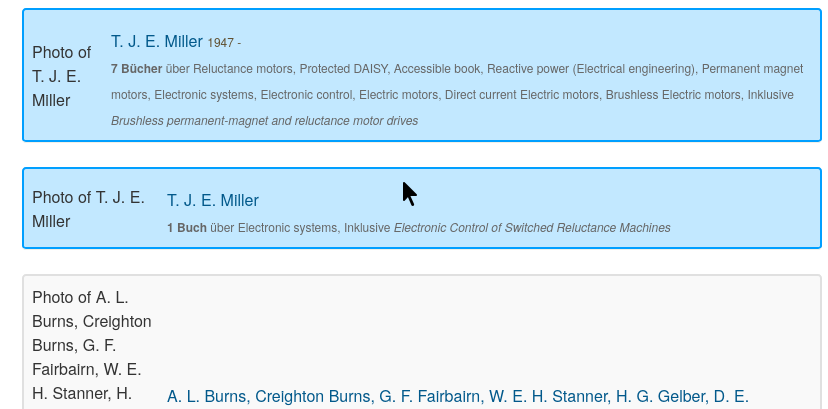 Photo of
T. J. E.
Miller
T. J. E. Miller 1947 -
7 Bücher über Reluctance motors, Protected DAISY, Accessible book, Reactive power (Electrical engineering), Permanent magnet
motors, Electronic systems, Electronic control, Electric motors, Direct current Electric motors, Brushless Electric motors, Inklusive
Brushless permanent-magnet and reluctance motor drives
Photo of T. J. E.
Miller
T. J. E. Miller
1 Buch über Electronic systems, Inklusive Electronic Control of Switched Reluctance Machines
Photo of A. L.
Burns, Creighton
Burns, G. F.
Fairbairn, W. E.
H. Stanner, H.
A. L. Burns, Creighton Burns, G. F. Fairbairn, W. E. H. Stanner, H. G. Gelber, D. E.